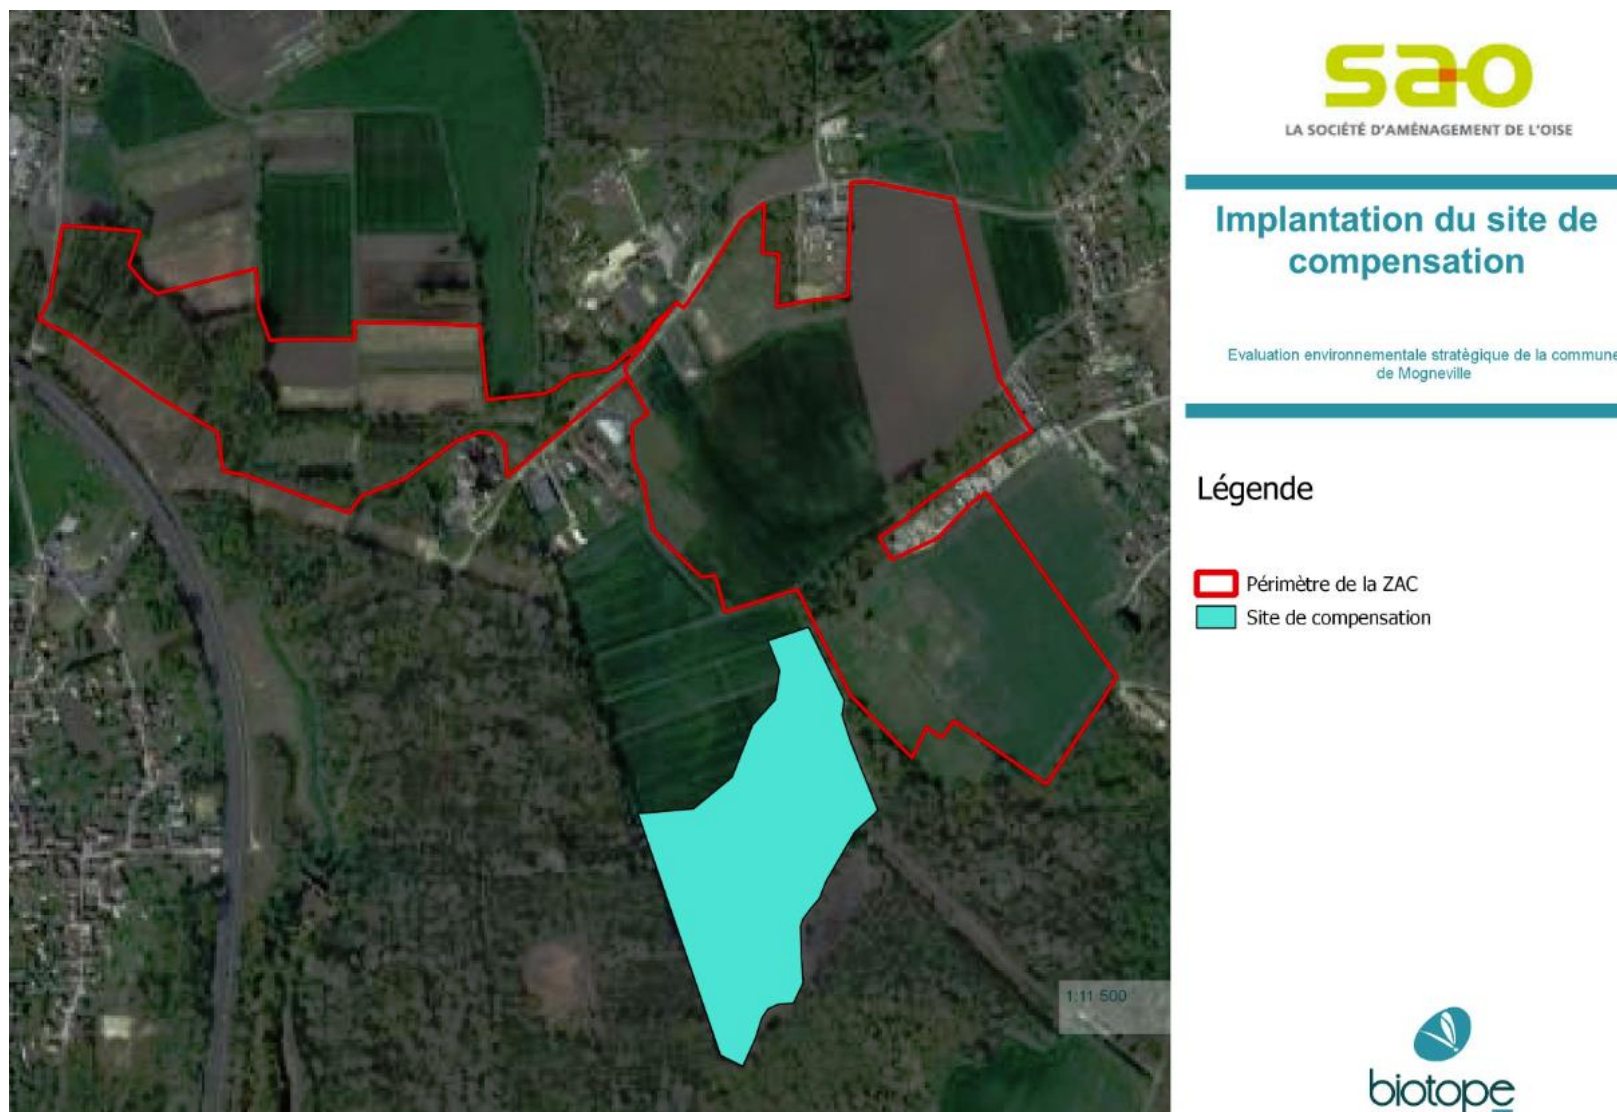 sao
LA SOCIÉTÉ D'AMÉNAGEMENT DE L'OISE
Implantation du site de
compensation
Evaluation environnementale stratégique de la commune
de Mogneville
Légende
Périmètre de la ZAC
Site de compensation
1:11 500
biotope